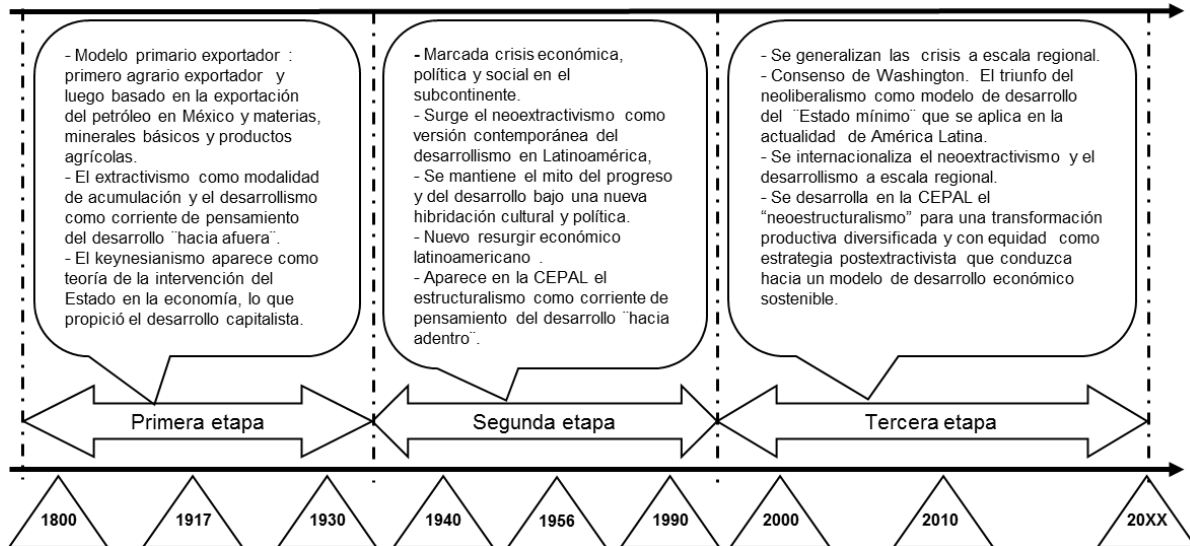 - Modelo primario exportador :
primero agrario exportador y
luego basado en la exportación
del petróleo en México y materias,
minerales básicos y productos
agrícolas.
- El extractivismo como modalidad
de acumulación y el desarrollismo
como corriente de pensamiento
del desarrollo ¨hacia afuera¨.
- El keynesianismo aparece como
teoría de la intervención del
Estado en la economía, lo que
propició el desarrollo capitalista.
- Marcada crisis económica,
política y social en el
subcontinente.
- Surge el neoextractivismo como
versión contemporánea del
desarrollismo en Latinoamérica,
- Se mantiene el mito del progreso
y del desarrollo bajo una nueva
hibridación cultural y política.
- Nuevo resurgir económico
latinoamericano .
- Aparece en la CEPAL el
estructuralismo como corriente de
pensamiento del desarrollo ¨hacia
adentro¨.
- Se generalizan las crisis a escala regional.
- Consenso de Washington. El triunfo del
neoliberalismo como modelo de desarrollo
del ¨Estado mínimo¨ que se aplica en la
actualidad de América Latina.
- Se internacionaliza el neoextractivismo y el
desarrollismo a escala regional.
- Se desarrolla en la CEPAL el
“neoestructuralismo” para una transformación
productiva diversificada y con equidad como
estrategia postextractivista que conduzca
hacia un modelo de desarrollo económico
sostenible.
Primera etapa
Segunda etapa
Tercera etapa
1800
1917
1930
1940
1956
1990
2000
2010
20XX